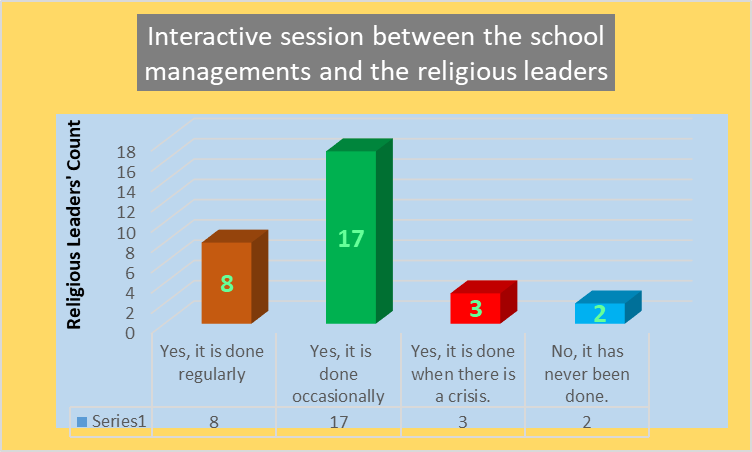 Interactive session between the school
managements and the religious leaders
Religious Leaders' Count
18
16
14
12
10
8
6
4
2
0
8
17
3
2
Yes, it is done
regularly
Yes, it is
done
occasionally
Yes, it is done
when there is
a crisis.
No, it has
never been
done.
Series1 8 17 3 2